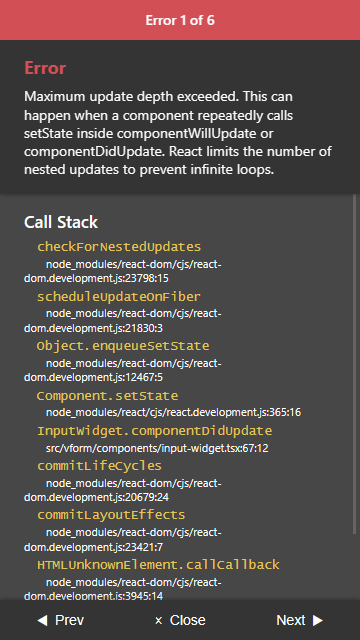 Error 1 of 6
Error
Maximum update depth exceeded. This can
happen when a component repeatedly calls
setState inside componentWillUpdate or
componentDidUpdate. React limits the number of
nested updates to prevent infinite loops.
Call Stack
checkForNestedUpdates
node_modules/react-dom/cjs/react-
dom.development.js:23798:15
scheduleUpdateOnFiber
node_modules/react-dom/cjs/react-
dom.development.js:21830:3
Object.enqueueSetState
node_modules/react-dom/cjs/react-
dom.development.js:12467:5
Component.setState
node_modules/react/cjs/react.development.js:365:16
InputWidget.componentDidUpdate
src/vform/components/input-widget.tsx:67:12
commitLifeCycles
node_modules/react-dom/cjs/react-
dom.development.js:20679:24
commitLayoutEffects
node_modules/react-dom/cjs/react-
dom.development.js:23421:7
HTMLUnknownElement.callCallback
node_modules/react-dom/cjs/react-
dom.development.js:3945:14
◀ Prev × Close Next ▶